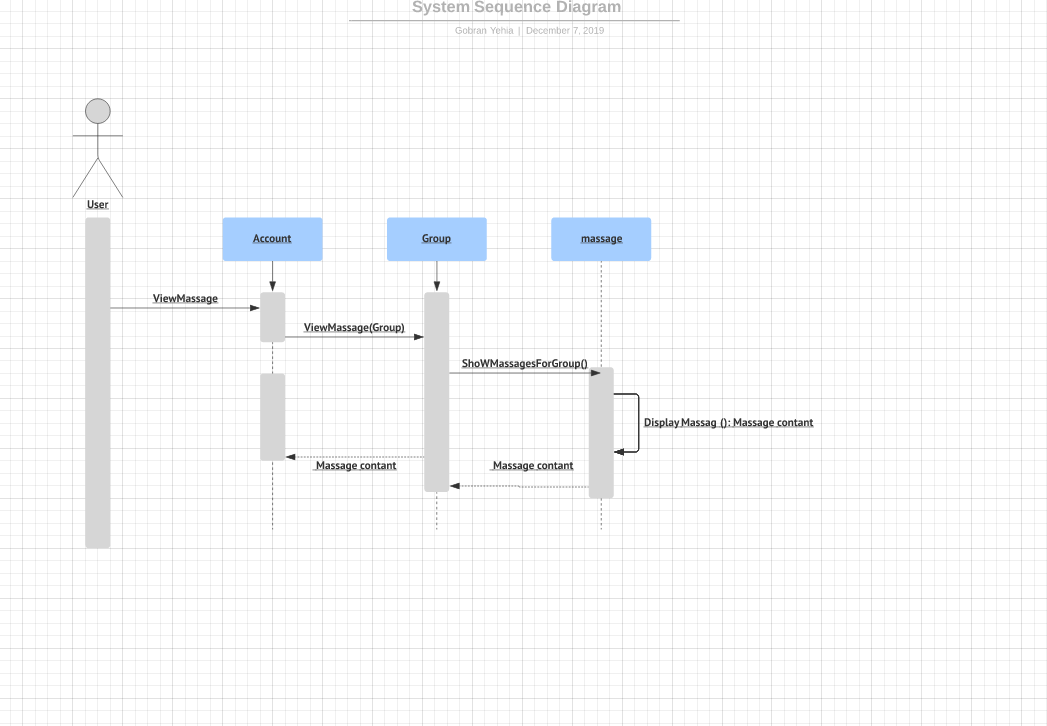 System Sequence Diagram
Gobran Yehia | December 7, 2019
User
Account
Group
massage
ViewMassage
ViewMassage(Group)
ShoWMassagesForGroup()
Display Massag (): Massage contant
Massage contant
Massage contant